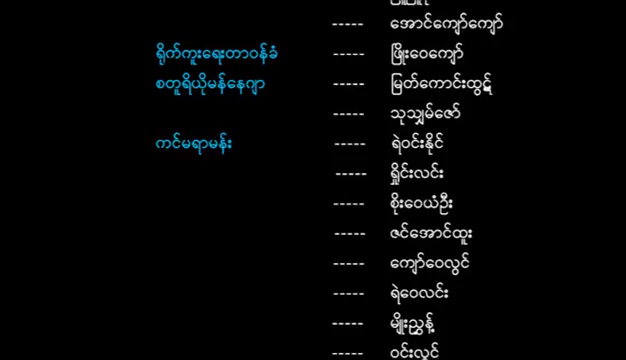 ----- အောင်ကျော်ကျော်
ရိုက်ကူးရေးတာဝန်ခံ ----- ဖြိုးဝေကျော်
စတူရီယိုမန်နေဂျာ ----- မြတ်ကောင်းထွဋ်
----- သုသျှမ်ဇော်
ကင်မရာမန်း ----- ရဲဝင်းနိုင်
----- ရှိုင်းလင်း
----- စိုးဝေယံဦး
----- ဇင်အောင်ထူး
----- ကျော်ဝေလွင်
----- ရဲဝေလင်း
----- မျိုးညွှန့်
----- ဝင်းလွင်